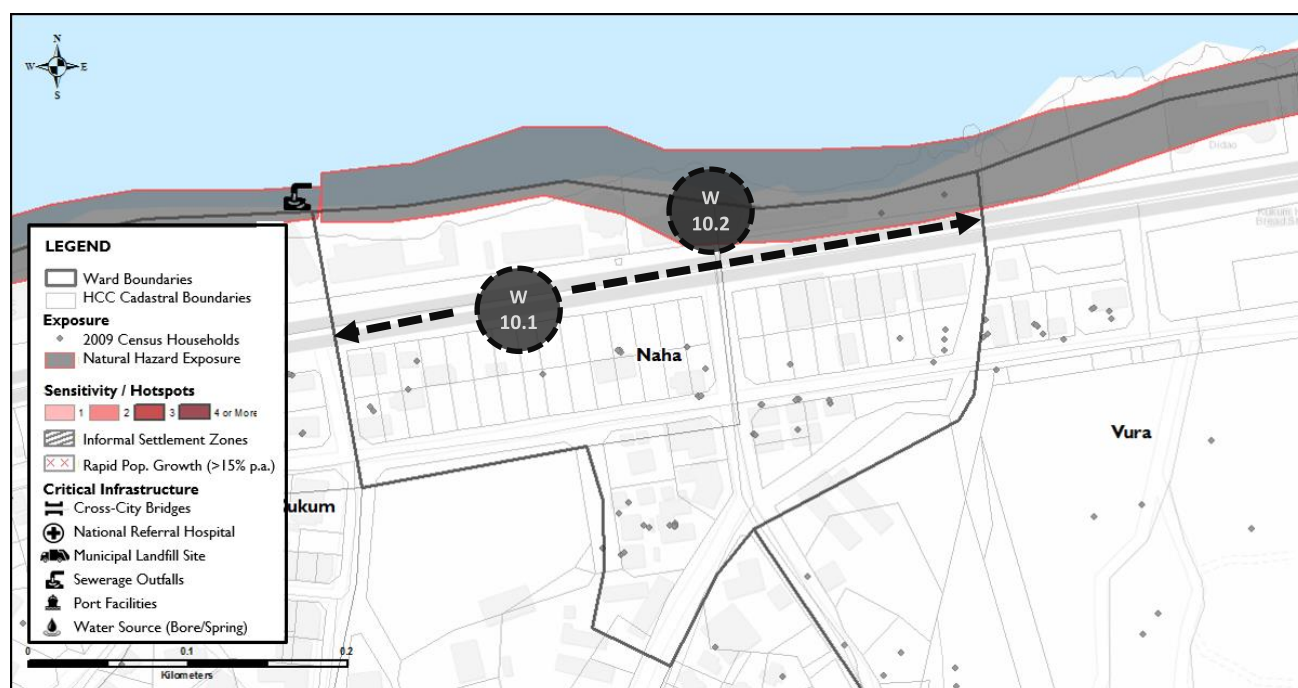 N
W
E
S
Didao
W
10.2
W
10.1
Naha
Vura
LEGEND
Ward Boundaries
HCC Cadastral Boundaries
Exposure
2009 Census Households
Natural Hazard Exposure
Sensitivity / Hotspots
1 2 3 4 or More
Informal Settlement Zones
Rapid Pop. Growth (>15% p.a.)
Critical Infrastructure
Cross-City Bridges
National Referral Hospital
Municipal Landfill Site
Sewerage Outfalls
Port Facilities
Water Source (Bore/Spring)
ukum
0 0.1 0.2
Kilometers